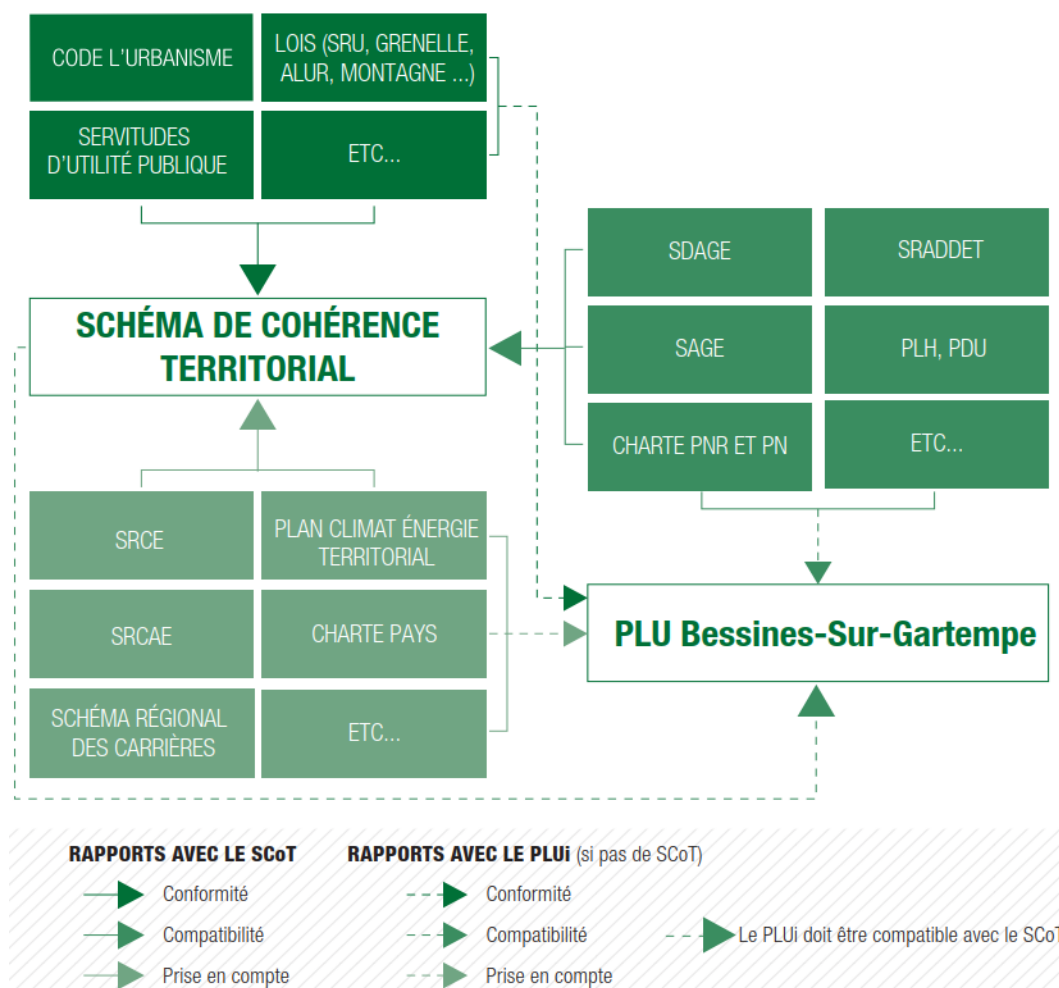 CODE L'URBANISME
LOIS (SRU, GRENELLE,
ALUR, MONTAGNE ...)
SERVITUDES
D'UTILITÉ PUBLIQUE
ETC...
SCHÉMA DE COHÉRENCE
TERRITORIAL
SDAGE
SRADDET
SAGE
PLH, PDU
CHARTE PNR ET PN
ETC...
SRCE
PLAN CLIMAT ÉNERGIE
TERRITORIAL
SRCAE
CHARTE PAYS
SCHÉMA RÉGIONAL
DES CARRIÈRES
ETC...
PLU Bessines-Sur-Gartempe
RAPPORTS AVEC LE SCoT
Conformité
Compatibilité
Prise en compte
RAPPORTS AVEC LE PLUi (si pas de SCoT)
Conformité
Compatibilité
Prise en compte
Le PLUi doit être compatible avec le SCoT